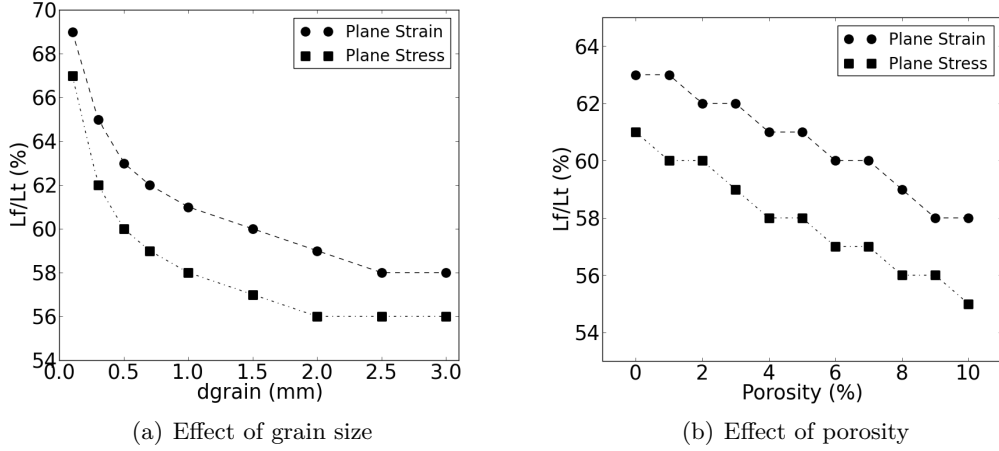 70
68
66
64
62
60
58
56
54
Lf/Lt (%)
Plane Strain
Plane Stress
0.0 0.5 1.0 1.5 2.0 2.5 3.0
dgrain (mm)
(a) Effect of grain size
64
62
60
58
56
54
Lf/Lt (%)
Plane Strain
Plane Stress
0 2 4 6 8 10
Porosity (%)
(b) Effect of porosity